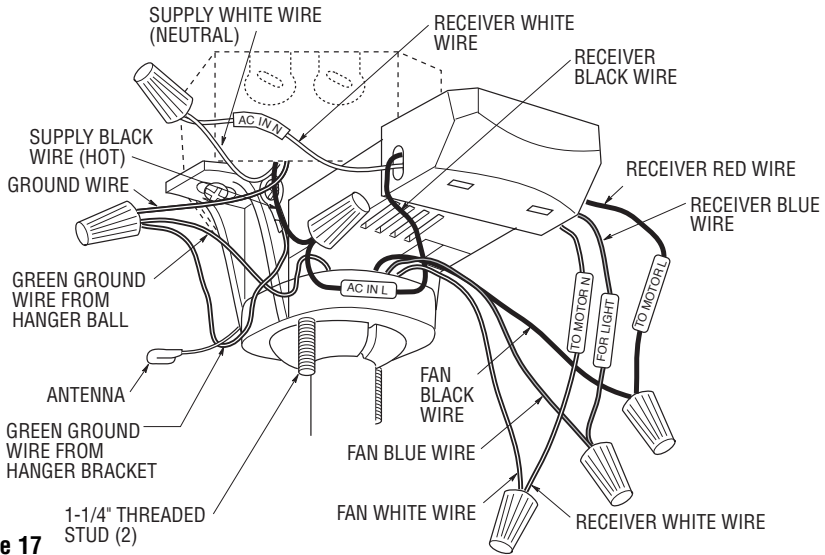 SUPPLY WHITE WIRE
(NEUTRAL)
RECEIVER WHITE
WIRE
RECEIVER
BLACK WIRE
AC IN N
SUPPLY BLACK
WIRE (HOT)
GROUND WIRE
RECEIVER RED WIRE
RECEIVER BLUE
WIRE
GREEN GROUND
WIRE FROM
HANGER BALL
AC IN L
TO MOTOR N
FOR LIGHT
TO MOTOR L
ANTENNA
FAN
BLACK
WIRE
GREEN GROUND
WIRE FROM
HANGER BRACKET
FAN BLUE WIRE
1-1/4" THREADED
STUD (2)
FAN WHITE WIRE
RECEIVER WHITE WIRE
e 17